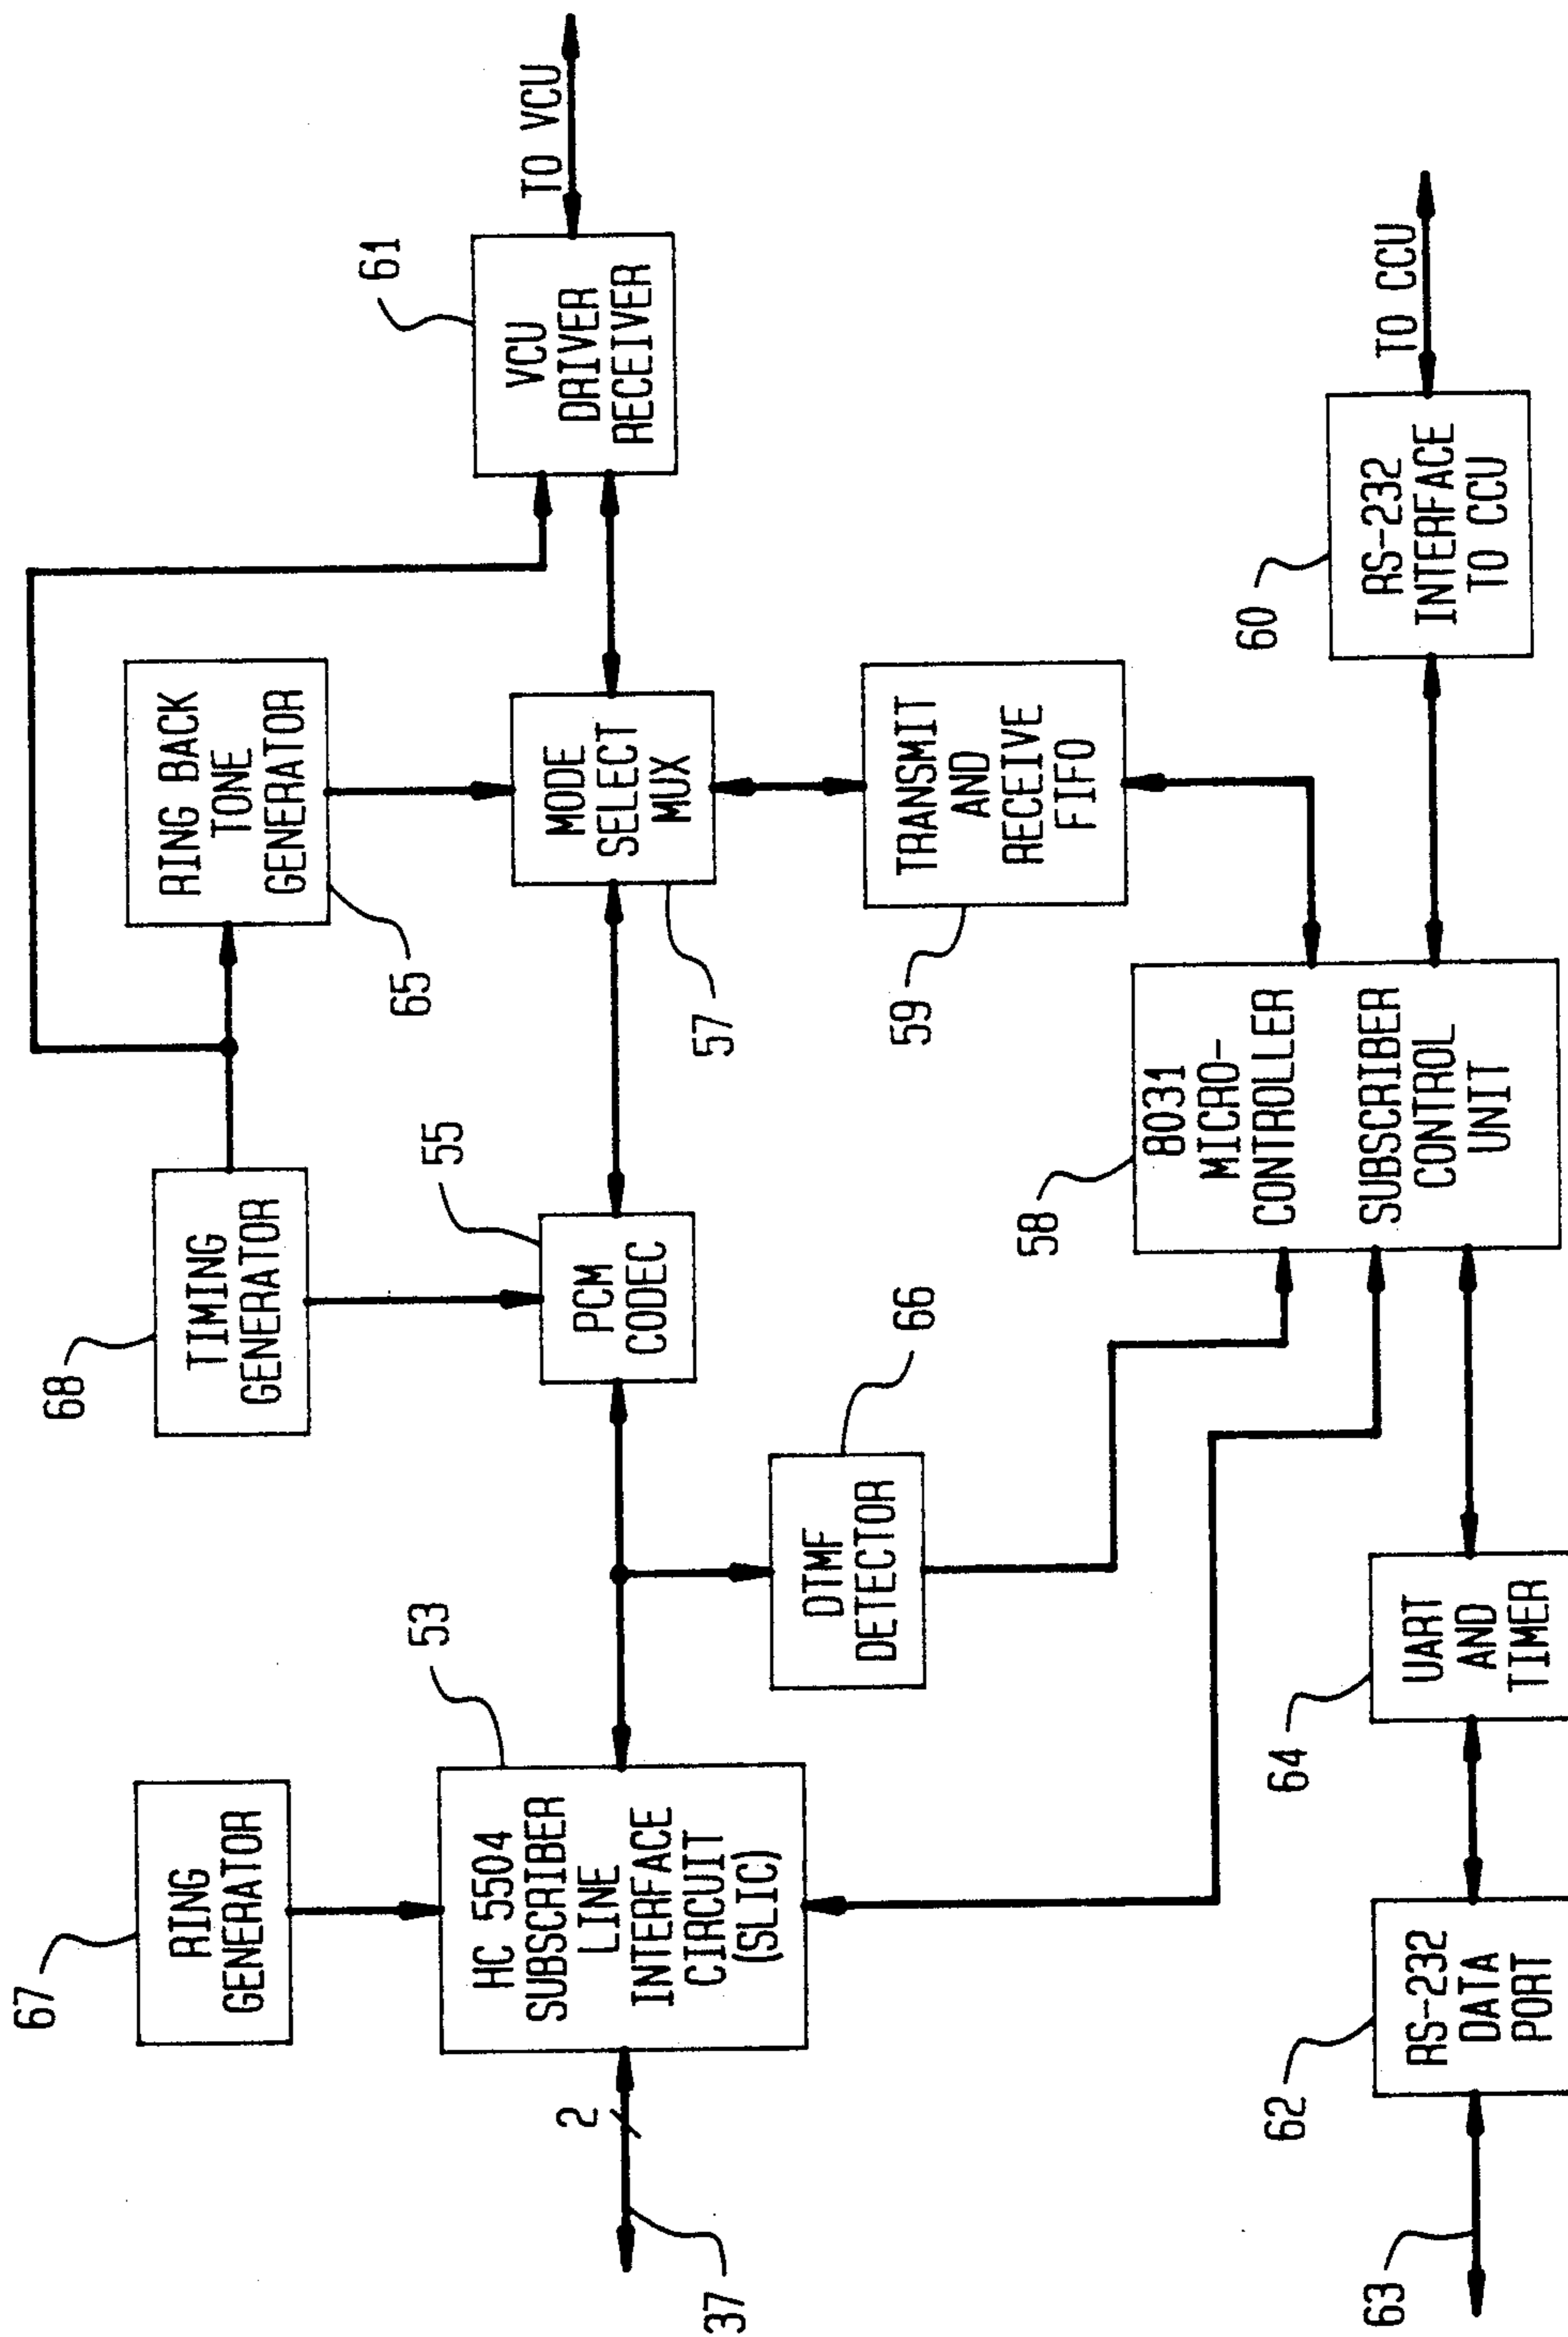 67
RING
GENERATOR
68
TIMING
GENERATOR
RING BACK
TONE
GENERATOR
65
61
VCU
DRIVER
RECEIVER
TO VCU
53
HC 5504
SUBSCRIBER
LINE
INTERFACE
CIRCUIT
(SLIC)
2
37
55
PCM
CODEC
MODE
SELECT
MUX
57
66
DTMF
DETECTOR
TRANSMIT
AND
RECEIVE
FIFO
59
58
8031
MICRO-
CONTROLLER
SUBSCRIBER
CONTROL
UNIT
60
RS-232
INTERFACE
TO CCU
TO CCU
62
RS-232
DATA
PORT
63
64
UART
AND
TIMER